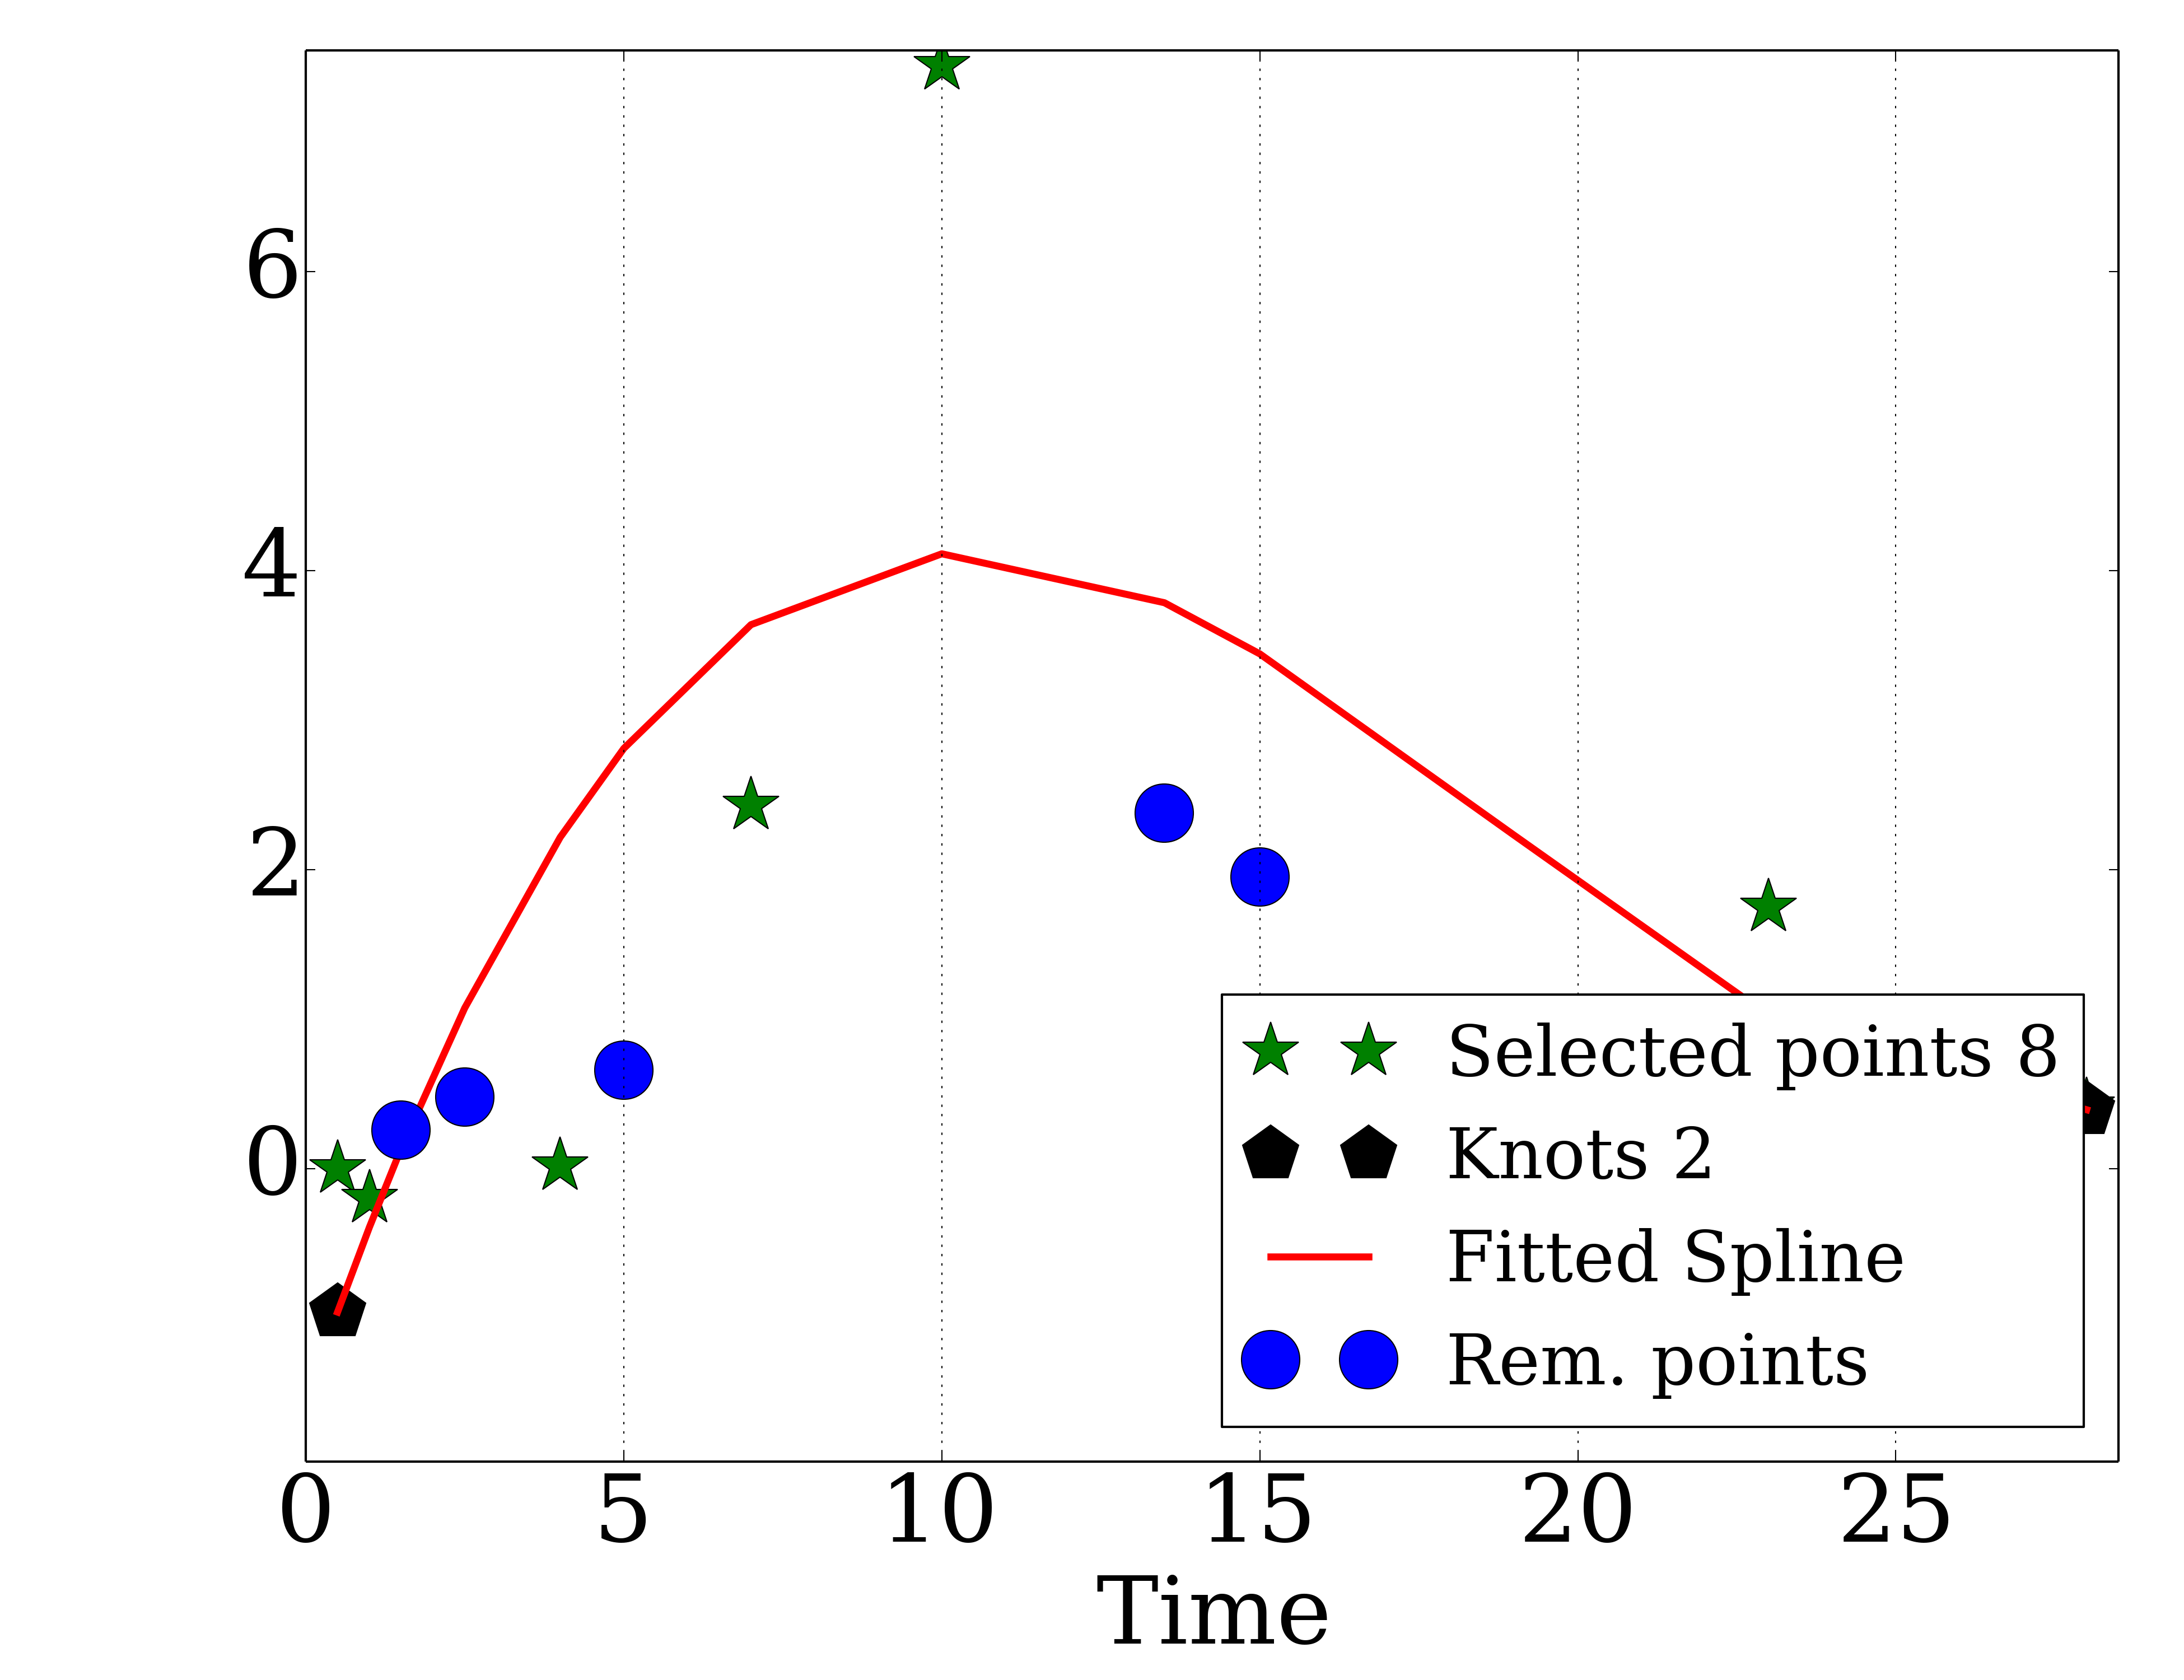 6
4
2
0
Selected points 8
Knots 2
Fitted Spline
Rem. points
0 5 10 15 20 25
Time